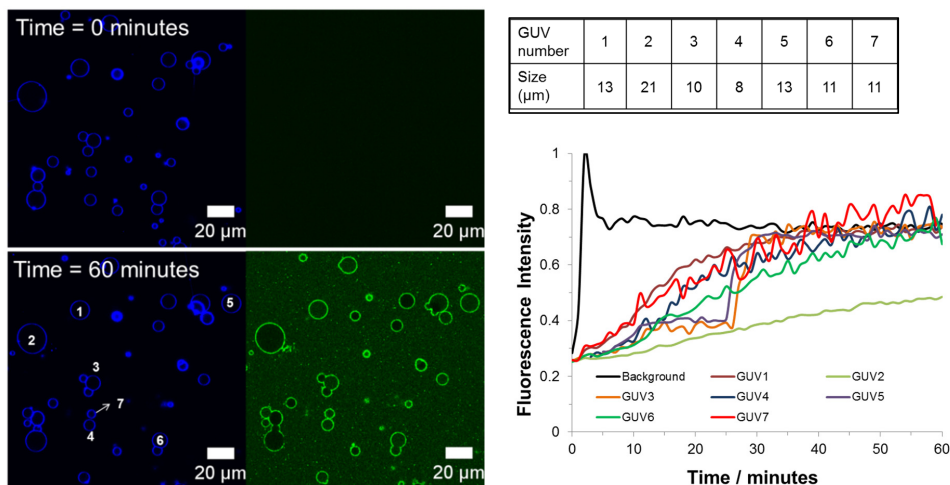 Time = 0 minutes
20 µm
20 µm
Time = 60 minutes
1
5
2
3
7
4
6
20 µm
20 µm
GUV number 1 2 3 4 5 6 7
Size (µm) 13 21 10 8 13 11 11
Fluorescence Intensity
1
0.8
0.6
0.4
0.2
0
Background GUV1 GUV2
GUV3 GUV4 GUV5
GUV6 GUV7
0 10 20 30 40 50 60
Time / minutes